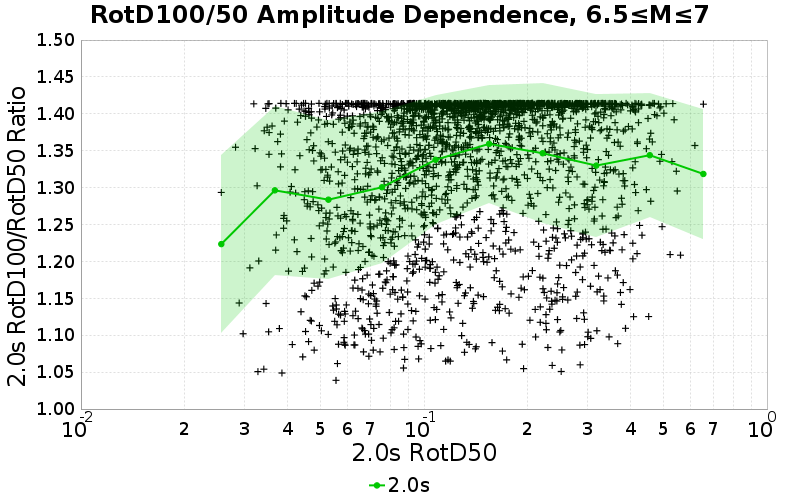 RotD100/50 Amplitude Dependence, 6.5≤M≤7
2.0s RotD100/RotD50 Ratio
1.50
1.45
1.40
1.35
1.30
1.25
1.20
1.15
1.10
1.05
1.00
10-2 2 3 4 5 6 7 10-1 2 3 4 5 6 7 100
2.0s RotD50
2.0s